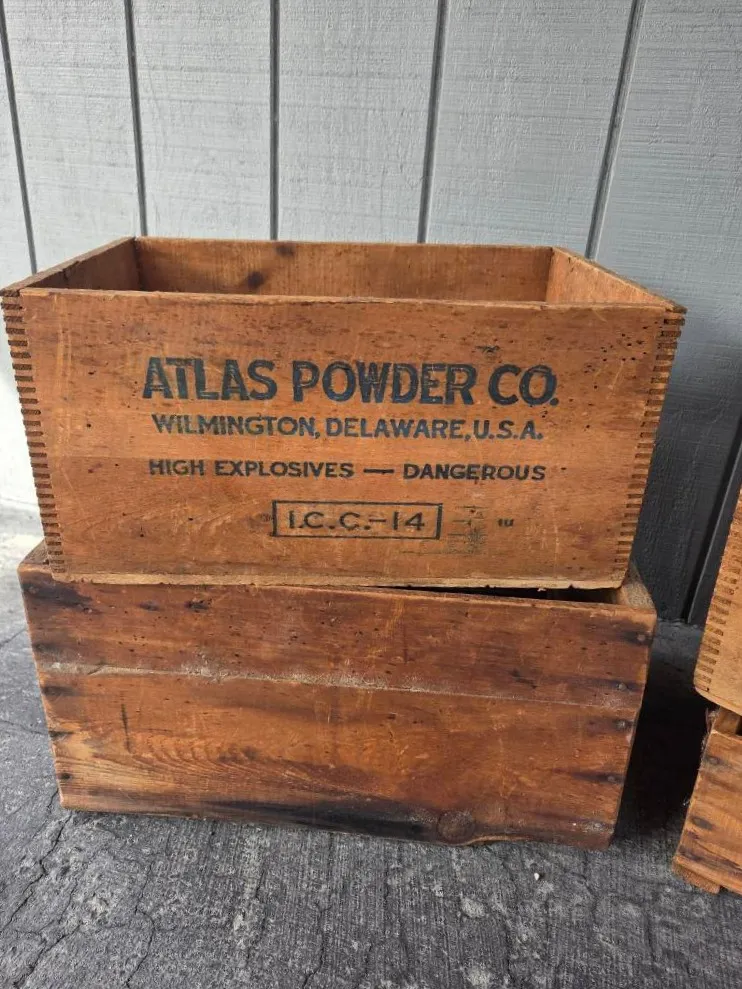 ATLAS POWDER CO.
WILMINGTON, DELAWARE, U.S.A.
HIGH EXPLOSIVES — DANGEROUS
I.C.C.-14